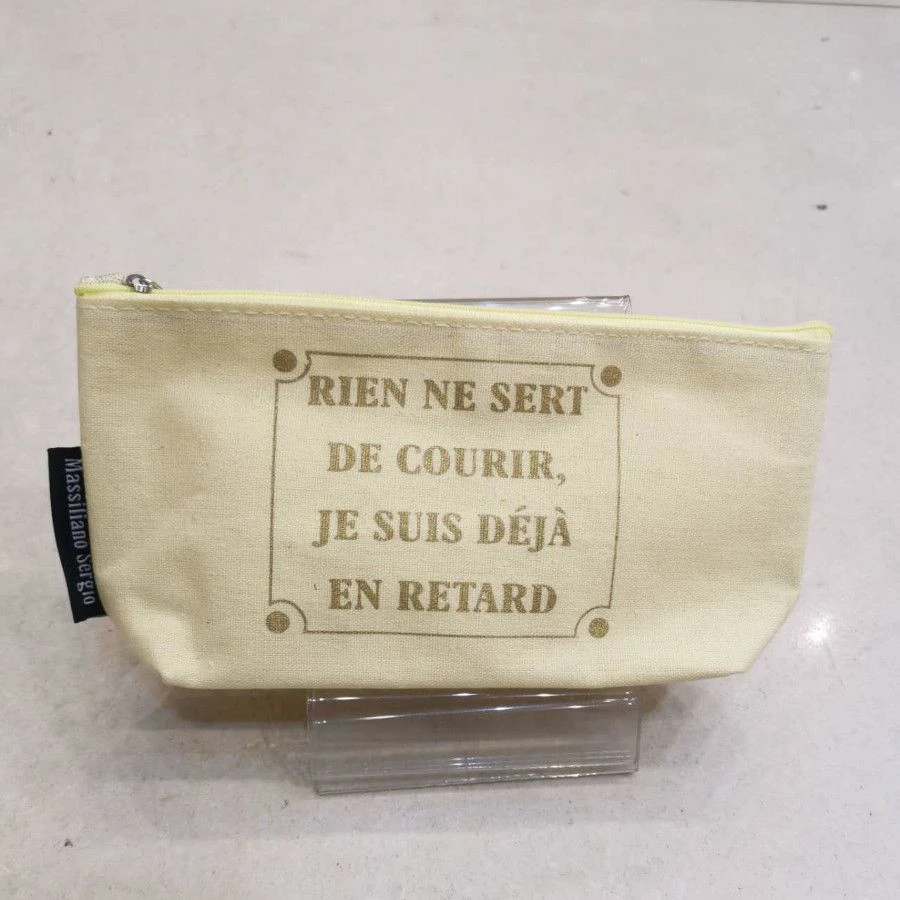 RIEN NE SERT
DE COURIR,
JE SUIS DÉJÀ
EN RETARD
Massiliano Sergio